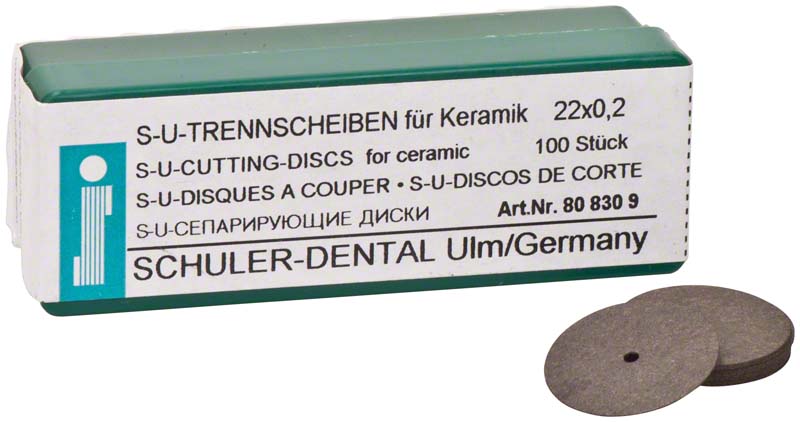 S-U-TRENNSCHEIBEN für Keramik 22x0,2
S-U-CUTTING-DISCS for ceramic 100 Stück
S-U-DISQUES A COUPER • S-U-DISCOS DE CORTE
S-U-СЕПАРИРУЮЩИЕ ДИСКИ Art.Nr. 80 830 9
SCHULER-DENTAL Ulm/Germany